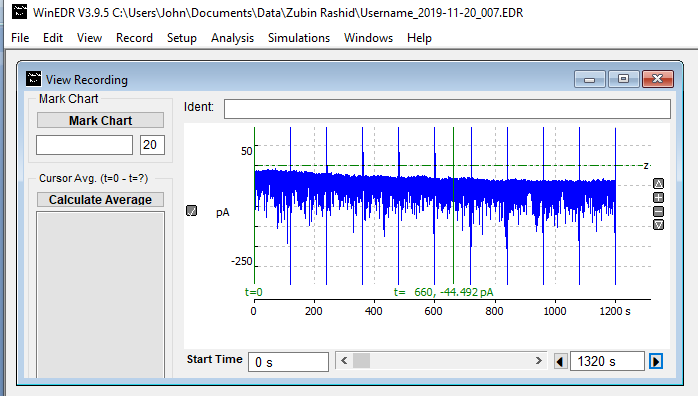 WinEDR V3.9.5 C:\Users\John\Documents\Data\Zubin Rashid\Username_2019-11-20_007.EDR
File Edit View Record Setup Analysis Simulations Windows Help
View Recording
Mark Chart
Mark Chart
20
Cursor Avg. (t=0 - t=?)
Calculate Average
Ident:
50
z
pA
-250
t=0
t= 660, -44.492 pA
0 200 400 600 800 1000 1200 s
Start Time 0 s 1320 s